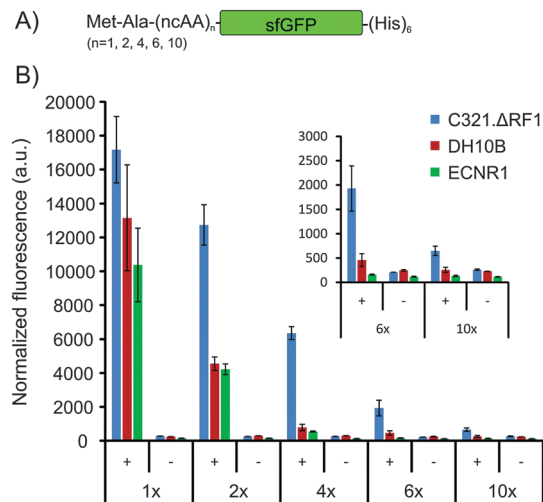 A)
Met-Ala-(ncAA)n- sfGFP -(His)6
(n=1, 2, 4, 6, 10)
B)
Normalized fluorescence (a.u.)
20000
18000
16000
14000
12000
10000
8000
6000
4000
2000
0
+ - + - + - + - + -
1x 2x 4x 6x 10x
C321.ΔRF1
DH10B
ECNR1
3000
2500
2000
1500
1000
500
0
+ - + -
6x 10x